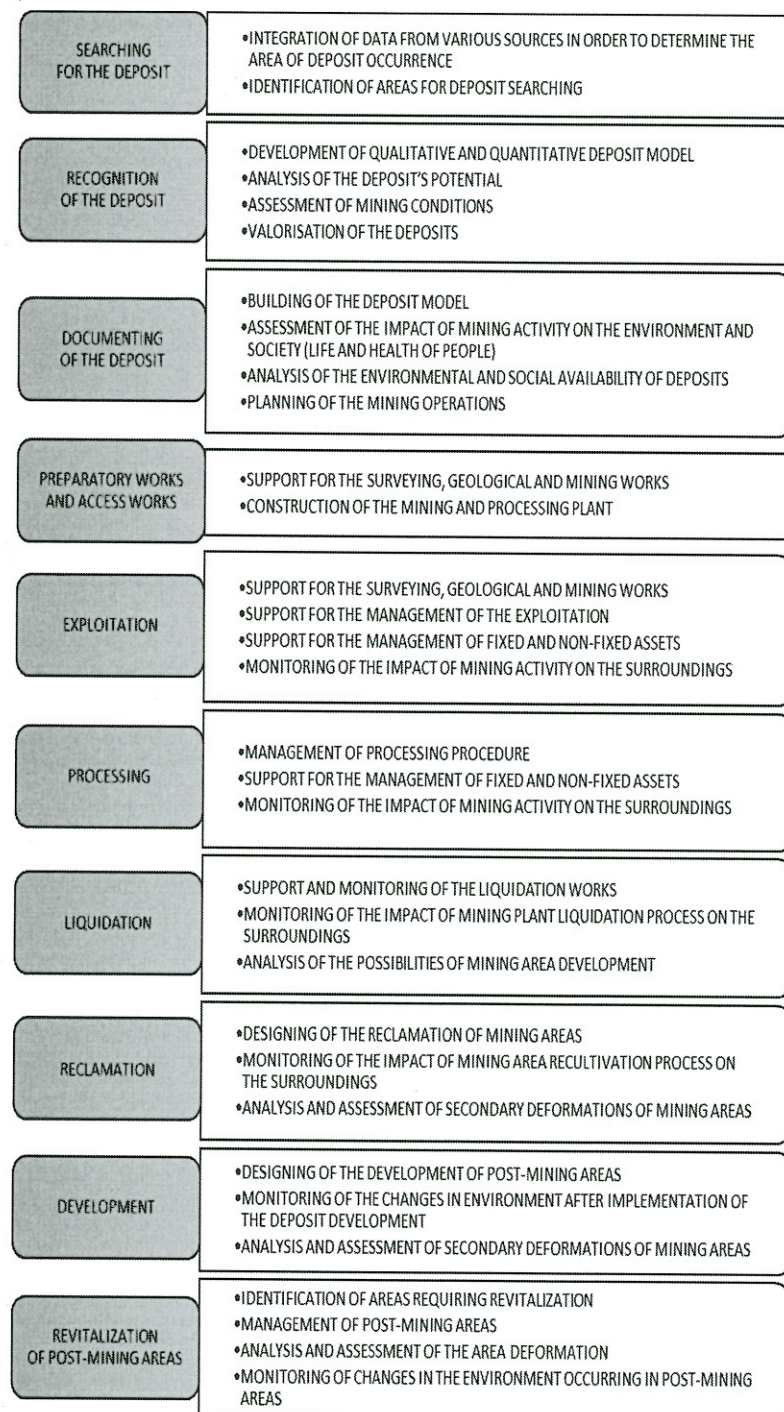 SEARCHING
FOR THE DEPOSIT
•INTEGRATION OF DATA FROM VARIOUS SOURCES IN ORDER TO DETERMINE THE
AREA OF DEPOSIT OCCURRENCE
•IDENTIFICATION OF AREAS FOR DEPOSIT SEARCHING
RECOGNITION
OF THE DEPOSIT
•DEVELOPMENT OF QUALITATIVE AND QUANTITATIVE DEPOSIT MODEL
•ANALYSIS OF THE DEPOSIT'S POTENTIAL
•ASSESSMENT OF MINING CONDITIONS
•VALORISATION OF THE DEPOSITS
DOCUMENTING
OF THE DEPOSIT
•BUILDING OF THE DEPOSIT MODEL
•ASSESSMENT OF THE IMPACT OF MINING ACTIVITY ON THE ENVIRONMENT AND
SOCIETY (LIFE AND HEALTH OF PEOPLE)
•ANALYSIS OF THE ENVIRONMENTAL AND SOCIAL AVAILABILITY OF DEPOSITS
•PLANNING OF THE MINING OPERATIONS
PREPARATORY WORKS
AND ACCESS WORKS
•SUPPORT FOR THE SURVEYING, GEOLOGICAL AND MINING WORKS
•CONSTRUCTION OF THE MINING AND PROCESSING PLANT
EXPLOITATION
•SUPPORT FOR THE SURVEYING, GEOLOGICAL AND MINING WORKS
•SUPPORT FOR THE MANAGEMENT OF THE EXPLOITATION
•SUPPORT FOR THE MANAGEMENT OF FIXED AND NON-FIXED ASSETS
•MONITORING OF THE IMPACT OF MINING ACTIVITY ON THE SURROUNDINGS
PROCESSING
•MANAGEMENT OF PROCESSING PROCEDURE
•SUPPORT FOR THE MANAGEMENT OF FIXED AND NON-FIXED ASSETS
•MONITORING OF THE IMPACT OF MINING ACTIVITY ON THE SURROUNDINGS
LIQUIDATION
•SUPPORT AND MONITORING OF THE LIQUIDATION WORKS
•MONITORING OF THE IMPACT OF MINING PLANT LIQUIDATION PROCESS ON THE
SURROUNDINGS
•ANALYSIS OF THE POSSIBILITIES OF MINING AREA DEVELOPMENT
RECLAMATION
•DESIGNING OF THE RECLAMATION OF MINING AREAS
•MONITORING OF THE IMPACT OF MINING AREA RECULTIVATION PROCESS ON
THE SURROUNDINGS
•ANALYSIS AND ASSESSMENT OF SECONDARY DEFORMATIONS OF MINING AREAS
DEVELOPMENT
•DESIGNING OF THE DEVELOPMENT OF POST-MINING AREAS
•MONITORING OF THE CHANGES IN ENVIRONMENT AFTER IMPLEMENTATION OF
THE DEPOSIT DEVELOPMENT
•ANALYSIS AND ASSESSMENT OF SECONDARY DEFORMATIONS OF MINING AREAS
REVITALIZATION
OF POST-MINING AREAS
•IDENTIFICATION OF AREAS REQUIRING REVITALIZATION
•MANAGEMENT OF POST-MINING AREAS
•ANALYSIS AND ASSESSMENT OF THE AREA DEFORMATION
•MONITORING OF CHANGES IN THE ENVIRONMENT OCCURRING IN POST-MINING
AREAS